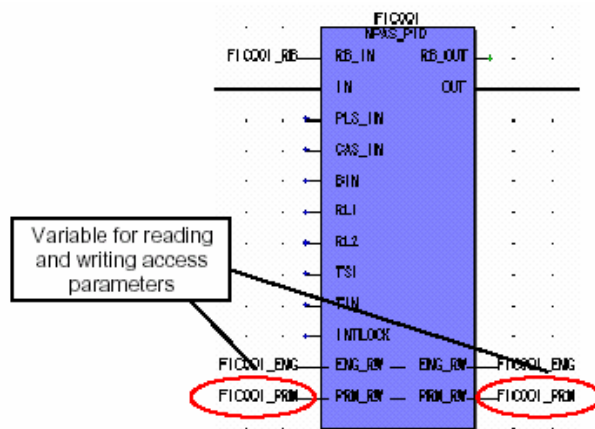 FIC001
NPAS_PID
FIC001_RB RB_IN RB_OUT
IN OUT
PLS_IN
CAS_IN
BIN
RL1
RL2
TSI
TIN
INTLOCK
FIC001_ENG ENG_RW ENG_RW FIC001_ENG
FIC001_PRM PRM_RW PRM_RW FIC001_PRM
Variable for reading
and writing access
parameters